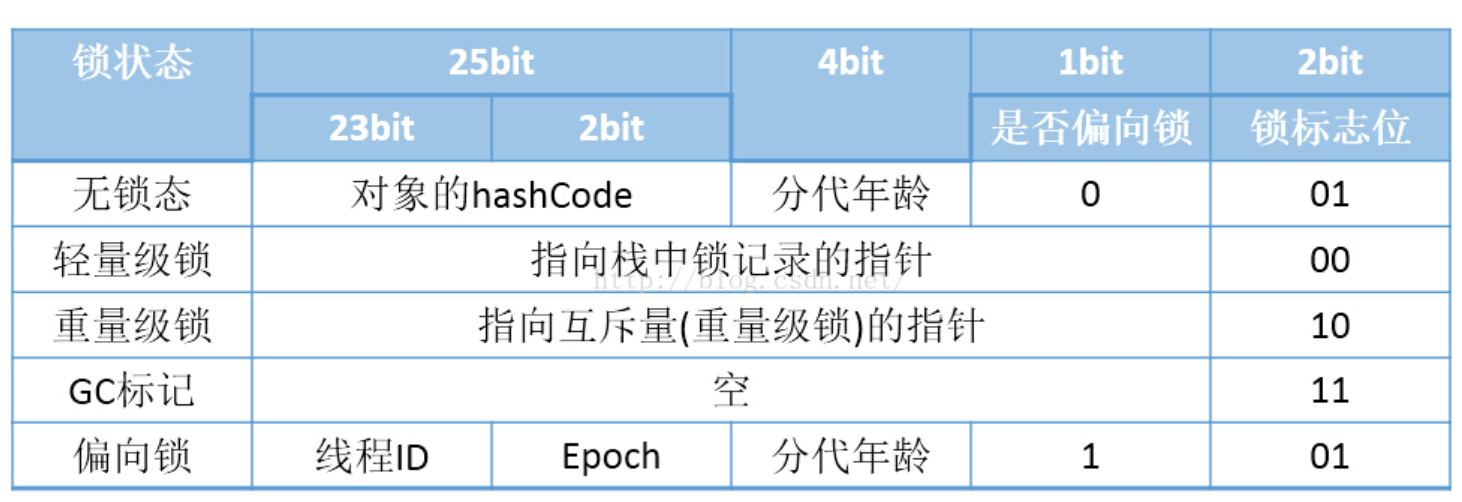 锁状态 25bit 4bit 1bit 2bit
23bit 2bit 是否偏向锁 锁标志位
无锁态 对象的hashCode 分代年龄 0 01
轻量级锁 指向栈中锁记录的指针 00
http://blog.csdn.net/
重量级锁 指向互斥量(重量级锁)的指针 10
GC标记 空 11
偏向锁 线程ID Epoch 分代年龄 1 01